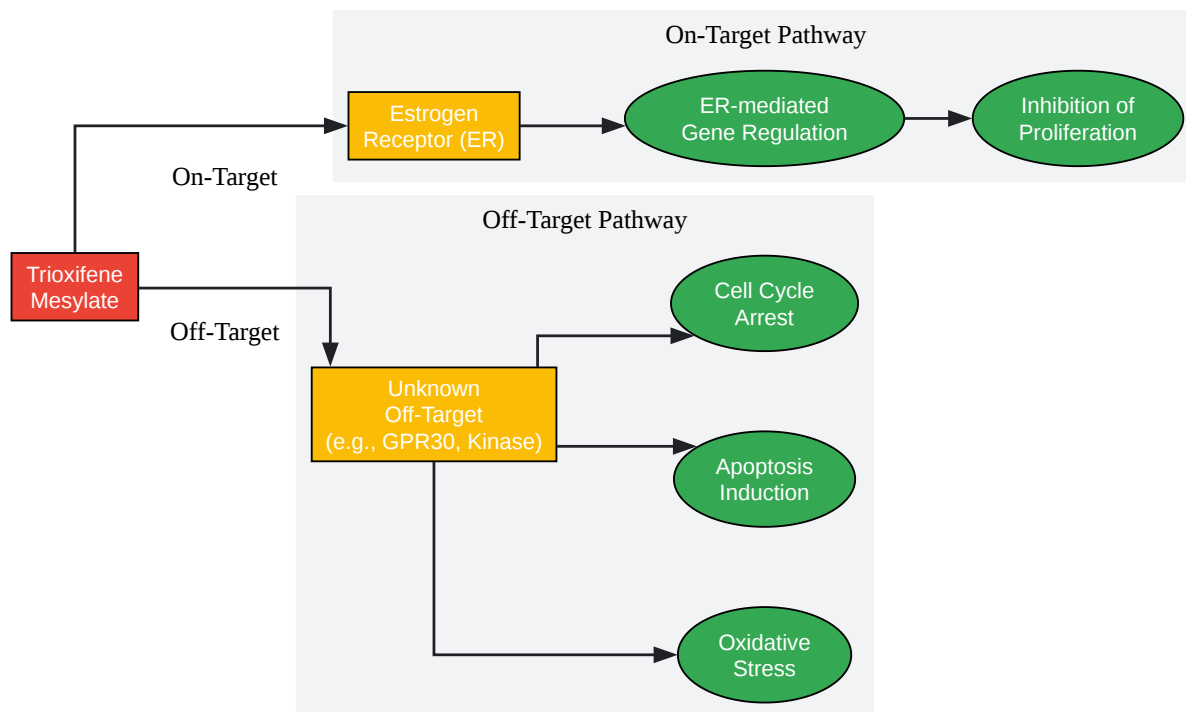 On-Target Pathway
Estrogen
Receptor (ER)
ER-mediated
Gene Regulation
Inhibition of
Proliferation
On-Target
Trioxifene
Mesylate
Off-Target
Off-Target Pathway
Unknown
Off-Target
(e.g., GPR30, Kinase)
Cell Cycle
Arrest
Apoptosis
Induction
Oxidative
Stress